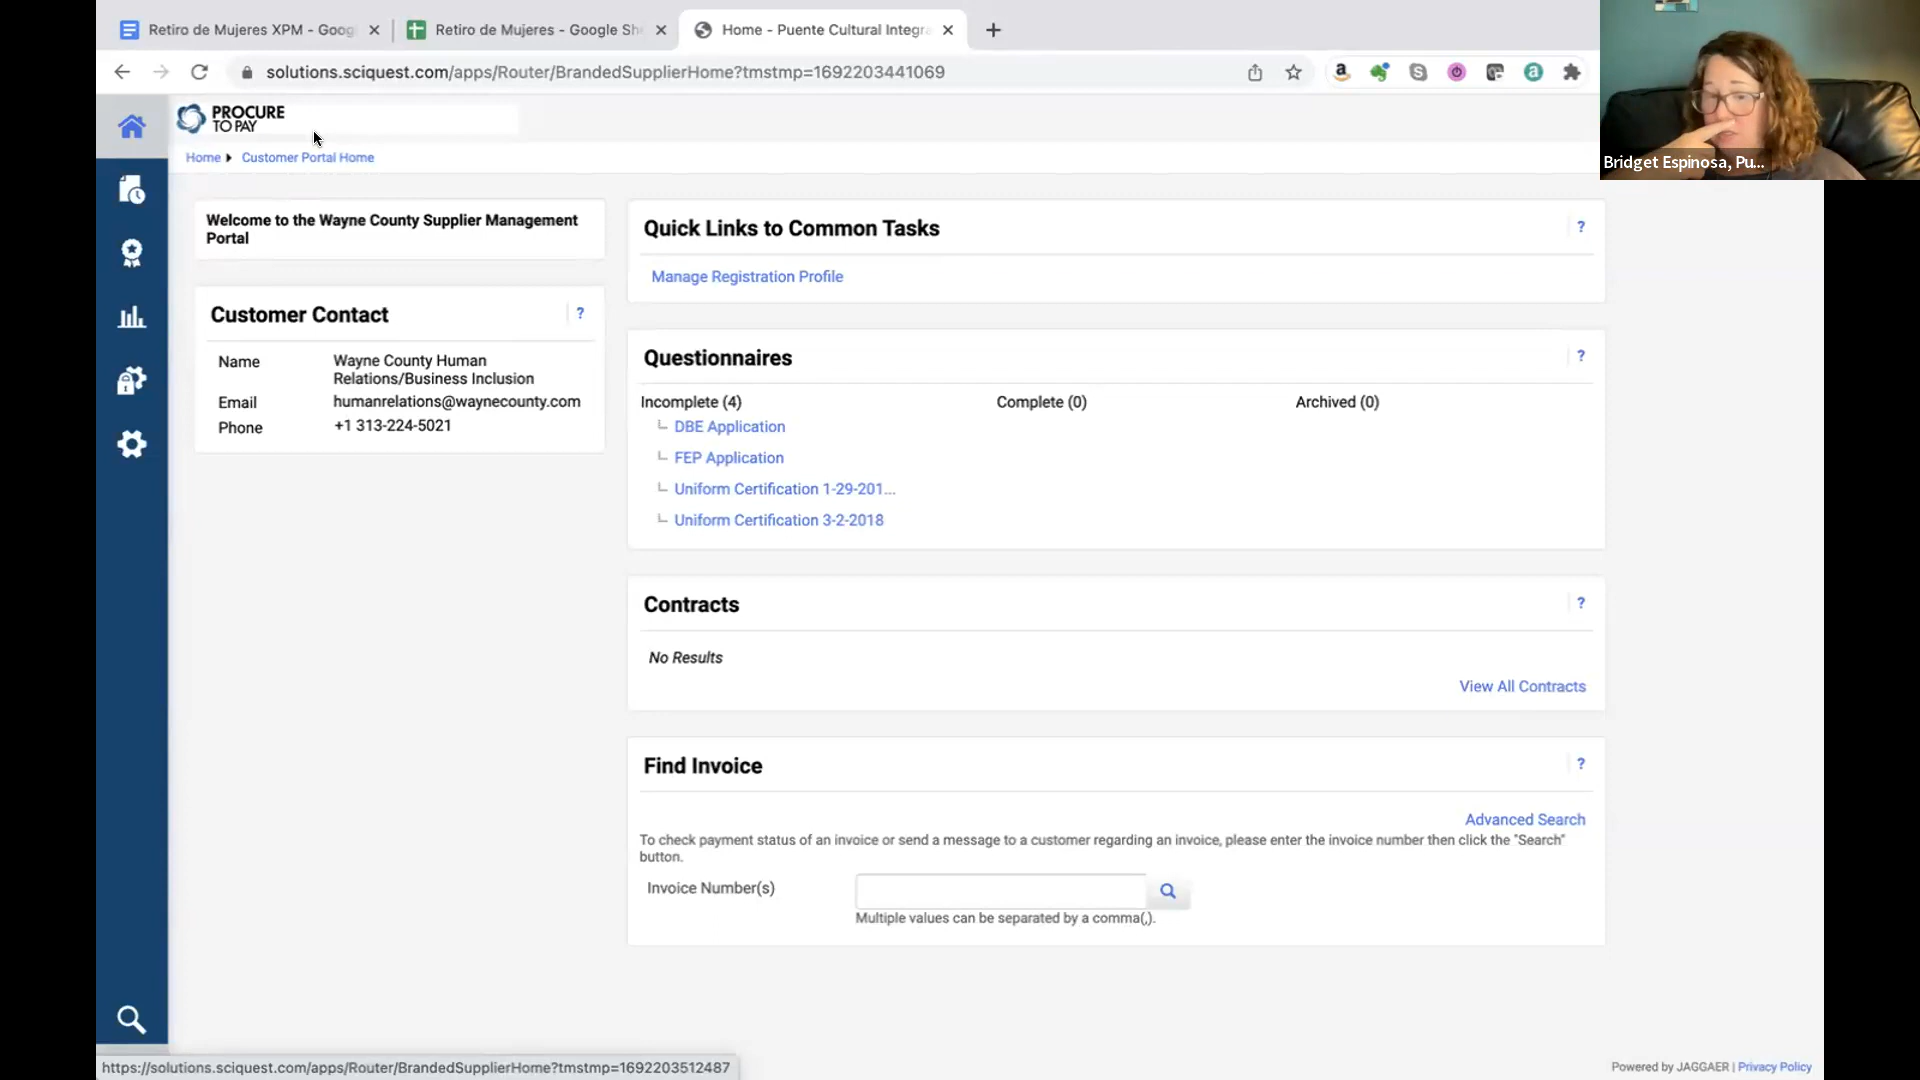 Retiro de Mujeres XPM - Goog
Retiro de Mujeres - Google Sh
Home - Puente Cultural Integra
solutions.sciquest.com/apps/Router/BrandedSupplierHome?tmstmp=1692203441069
PROCURE
TO PAY
Home
Customer Portal Home
Bridget Espinosa, Pu...
Welcome to the Wayne County Supplier Management
Portal
Customer Contact ?
Name Wayne County Human
Relations/Business Inclusion
Email humanrelations@waynecounty.com
Phone +1 313-224-5021
Quick Links to Common Tasks ?
Manage Registration Profile
Questionnaires ?
Incomplete (4) Complete (0) Archived (0)
DBE Application
FEP Application
Uniform Certification 1-29-201...
Uniform Certification 3-2-2018
Contracts ?
No Results
View All Contracts
Find Invoice ?
Advanced Search
To check payment status of an invoice or send a message to a customer regarding an invoice, please enter the invoice number then click the "Search"
button.
Invoice Number(s)
Multiple values can be separated by a comma(,).
https://solutions.sciquest.com/apps/Router/BrandedSupplierHome?tmstmp=1692203512487
Powered by JAGGAER | Privacy Policy